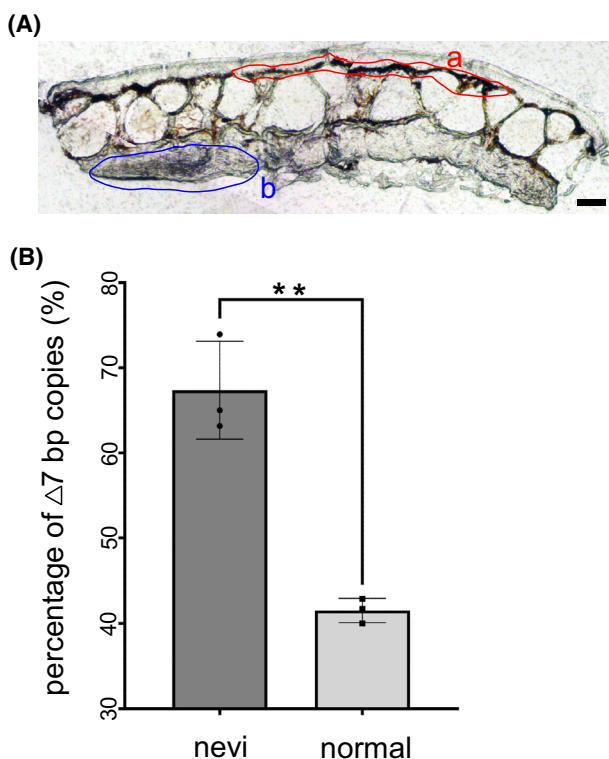 (A)
a
b
(B)
percentage of △7 bp copies (%)
80
70
60
50
40
30
**
nevi normal